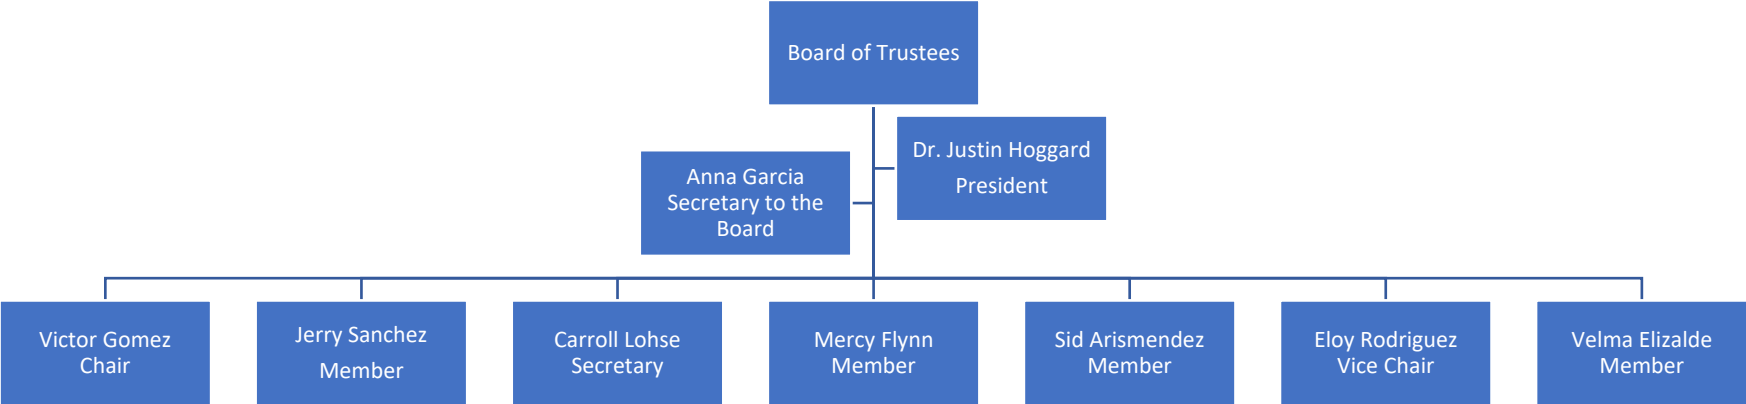 Board of Trustees
Dr. Justin Hoggard
President
Anna Garcia
Secretary to the
Board
Victor Gomez
Chair
Jerry Sanchez
Member
Carroll Lohse
Secretary
Mercy Flynn
Member
Sid Arismendez
Member
Eloy Rodriguez
Vice Chair
Velma Elizalde
Member